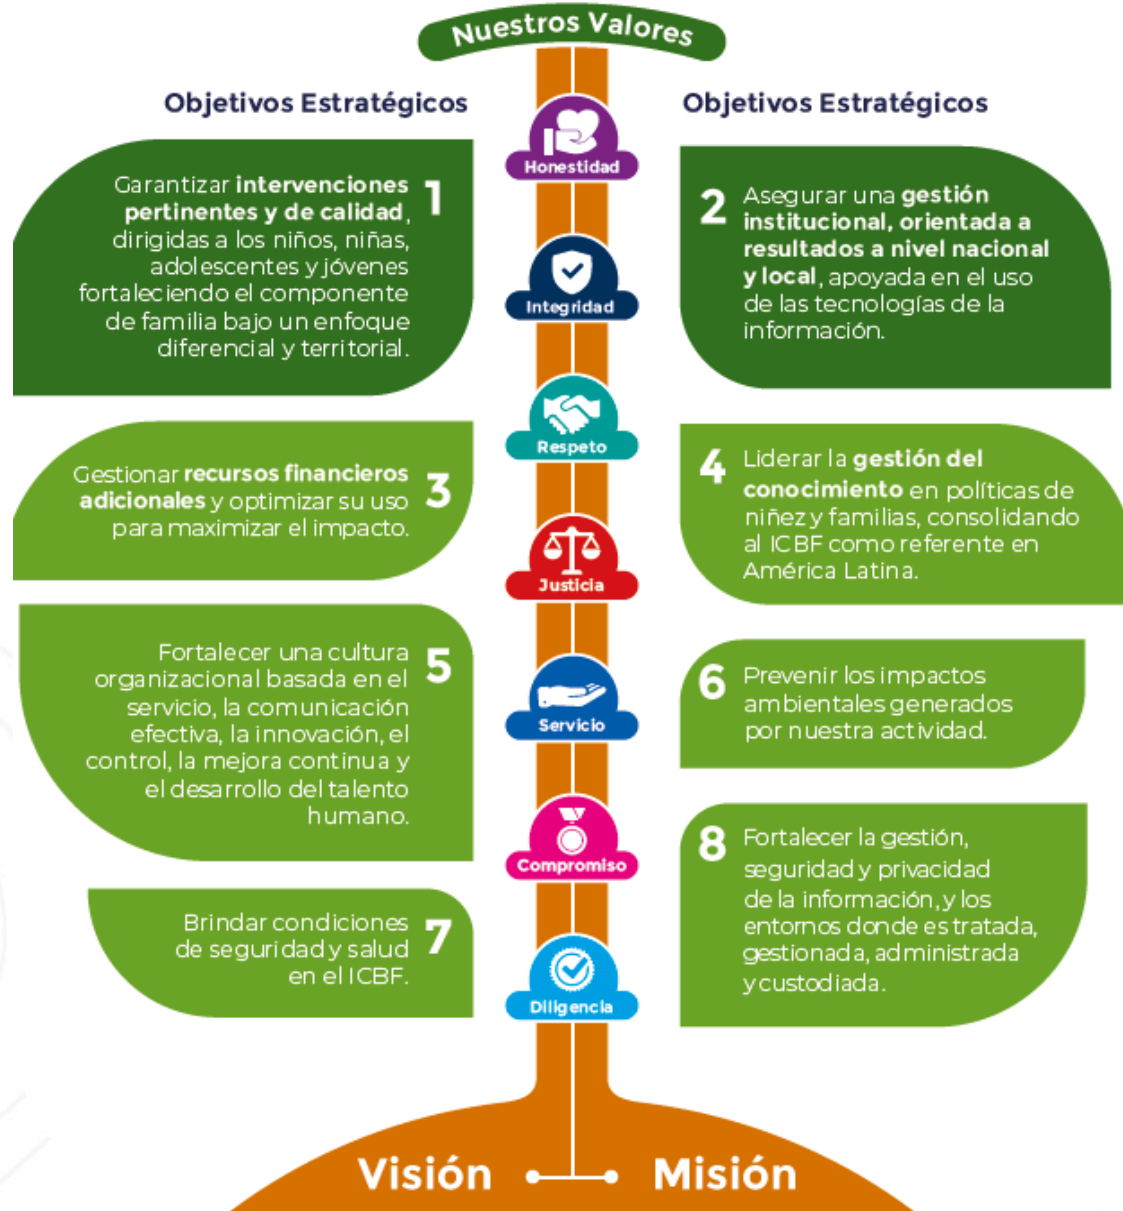 Nuestros Valores
Objetivos Estratégicos
Objetivos Estratégicos
Honestidad
1
Garantizar intervenciones
pertinentes y de calidad,
dirigidas a los niños, niñas,
adolescentes y jóvenes
fortaleciendo el componente
de familia bajo un enfoque
diferencial y territorial.
2
Asegurar una gestión
institucional, orientada a
resultados a nivel nacional
y local, apoyada en el uso
de las tecnologías de la
información.
Integridad
Respeto
3
Gestionar recursos financieros
adicionales y optimizar su uso
para maximizar el impacto.
4
Liderar la gestión del
conocimiento en políticas de
niñez y familias, consolidando
al ICBF como referente en
América Latina.
Justicia
5
Fortalecer una cultura
organizacional basada en el
servicio, la comunicación
efectiva, la innovación, el
control, la mejora continua y
el desarrollo del talento
humano.
6
Prevenir los impactos
ambientales generados
por nuestra actividad.
Servicio
Compromiso
7
Brindar condiciones
de seguridad y salud
en el ICBF.
8
Fortalecer la gestión,
seguridad y privacidad
de la información, y los
entornos donde es tratada,
gestionada, administrada
y custodiada.
Diligencia
Visión
Misión